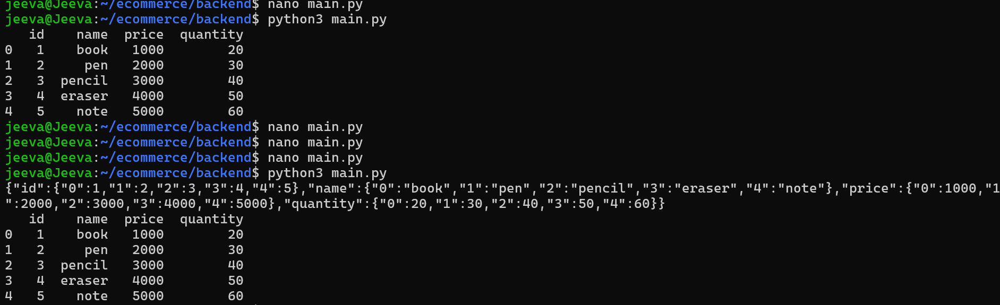 jeeva@Jeeva:~/ecommerce/backend$ nano main.py
jeeva@Jeeva:~/ecommerce/backend$ python3 main.py
   id    name  price  quantity
0   1    book   1000        20
1   2     pen   2000        30
2   3  pencil   3000        40
3   4  eraser   4000        50
4   5    note   5000        60
jeeva@Jeeva:~/ecommerce/backend$ nano main.py
jeeva@Jeeva:~/ecommerce/backend$ nano main.py
jeeva@Jeeva:~/ecommerce/backend$ nano main.py
jeeva@Jeeva:~/ecommerce/backend$ python3 main.py
{"id":{"0":1,"1":2,"2":3,"3":4,"4":5},"name":{"0":"book","1":"pen","2":"pencil","3":"eraser","4":"note"},"price":{"0":1000,"1
":2000,"2":3000,"3":4000,"4":5000},"quantity":{"0":20,"1":30,"2":40,"3":50,"4":60}}
   id    name  price  quantity
0   1    book   1000        20
1   2     pen   2000        30
2   3  pencil   3000        40
3   4  eraser   4000        50
4   5    note   5000        60